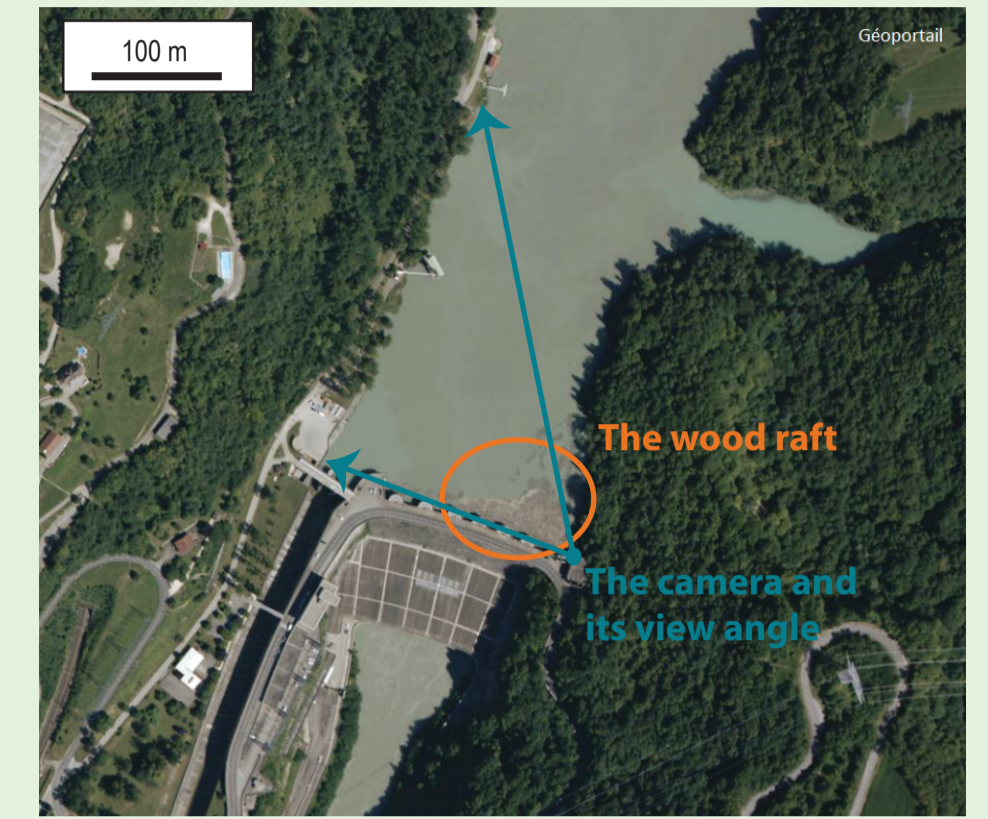 100 m
Géoportail
The wood raft
The camera and
its view angle